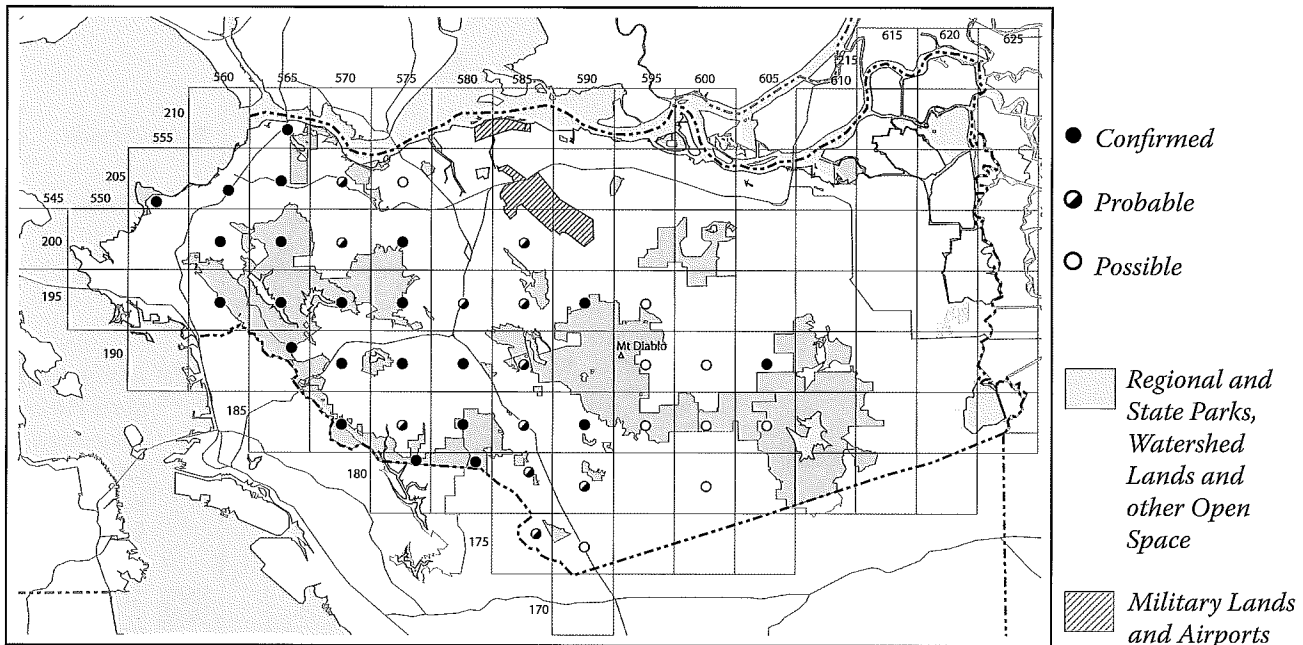 615 620 625
215
610
560 565 570 575 580 585 590 595 600 605
210
555
205
545 550
200
195
190
Mt Diablo
185
180
175
170
Confirmed
Probable
Possible
Regional and
State Parks,
Watershed
Lands and
other Open
Space
Military Lands
and Airports